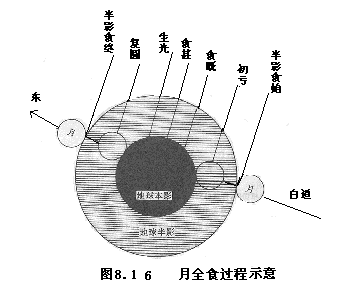 半影食终
复圆
生光
食甚
食既
初亏
半影食始
东
月
月
白道
地球本影
地球半影
图8.16 月全食过程示意